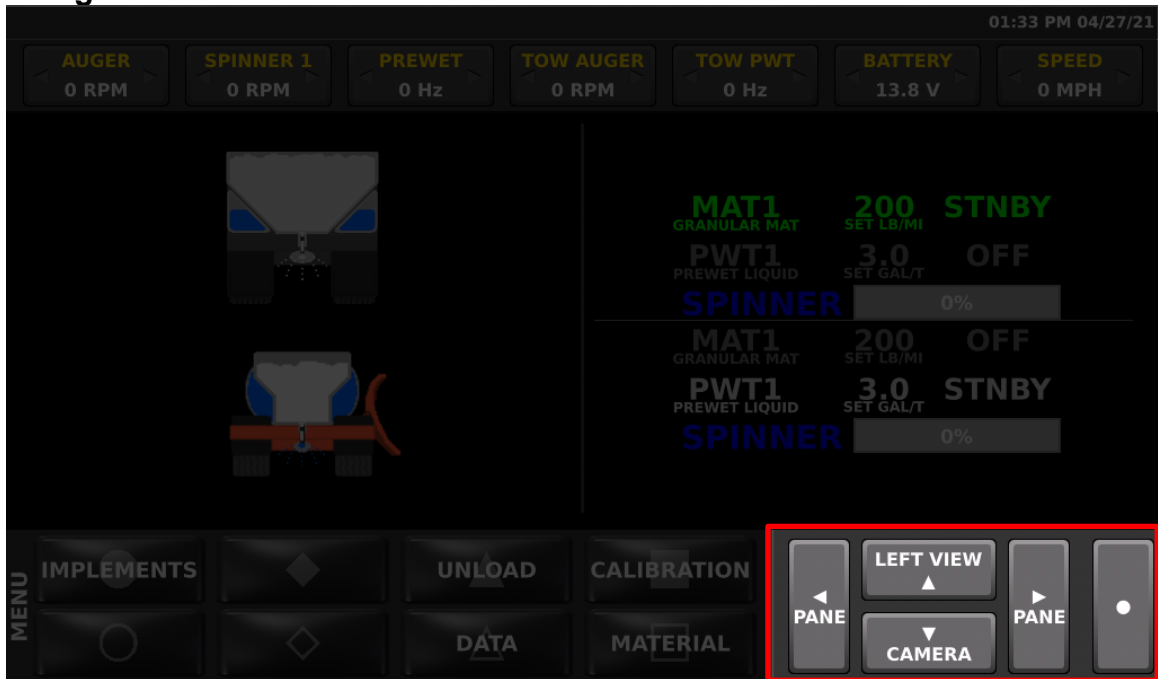 01:33 PM 04/27/21
AUGER SPINNER 1 PREWET TOW AUGER TOW PWT BATTERY SPEED
0 RPM 0 RPM 0 Hz 0 RPM 0 Hz 13.8 V 0 MPH
MAT1 200 STNBY
GRANULAR MAT SET LB/MI
PWT1 3.0 OFF
PREWET LIQUID SET GAL/T
SPINNER 0%
MAT1 200 OFF
GRANULAR MAT SET LB/MI
PWT1 3.0 STNBY
PREWET LIQUID SET GAL/T
SPINNER 0%
MENU
IMPLEMENTS UNLOAD CALIBRATION
DATA MATERIAL
LEFT VIEW
PANE PANE
CAMERA